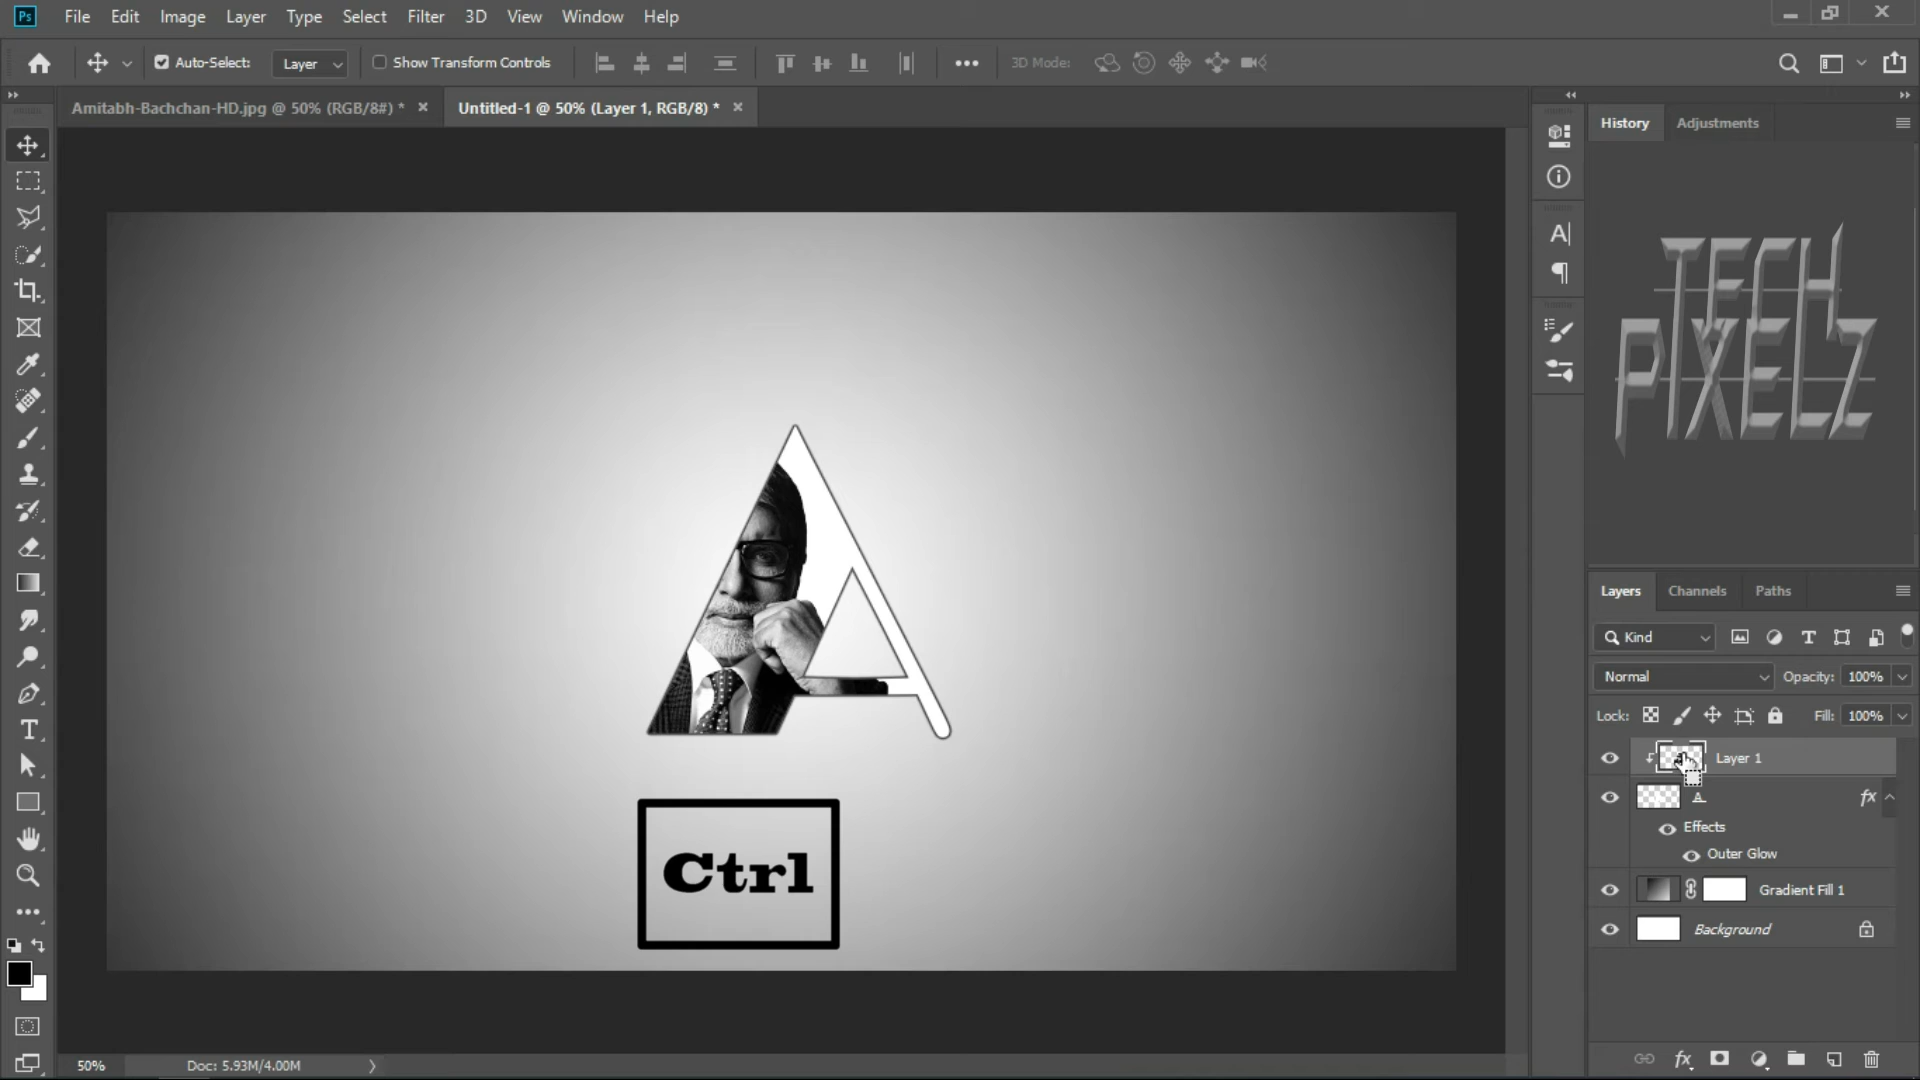 Ps File Edit Image Layer Type Select Filter 3D View Window Help
Auto-Select: Layer Show Transform Controls 3D Mode:
Amitabh-Bachchan-HD.jpg @ 50% (RGB/8#) * Untitled-1 @ 50% (Layer 1, RGB/8) *
History Adjustments
TECH
PIXELZ
A
Ctrl
Layers Channels Paths
Kind
Normal Opacity: 100%
Lock: Fill: 100%
Layer 1
A fx
Effects
Outer Glow
Gradient Fill 1
Background
50% Doc: 5.93M/4.00M